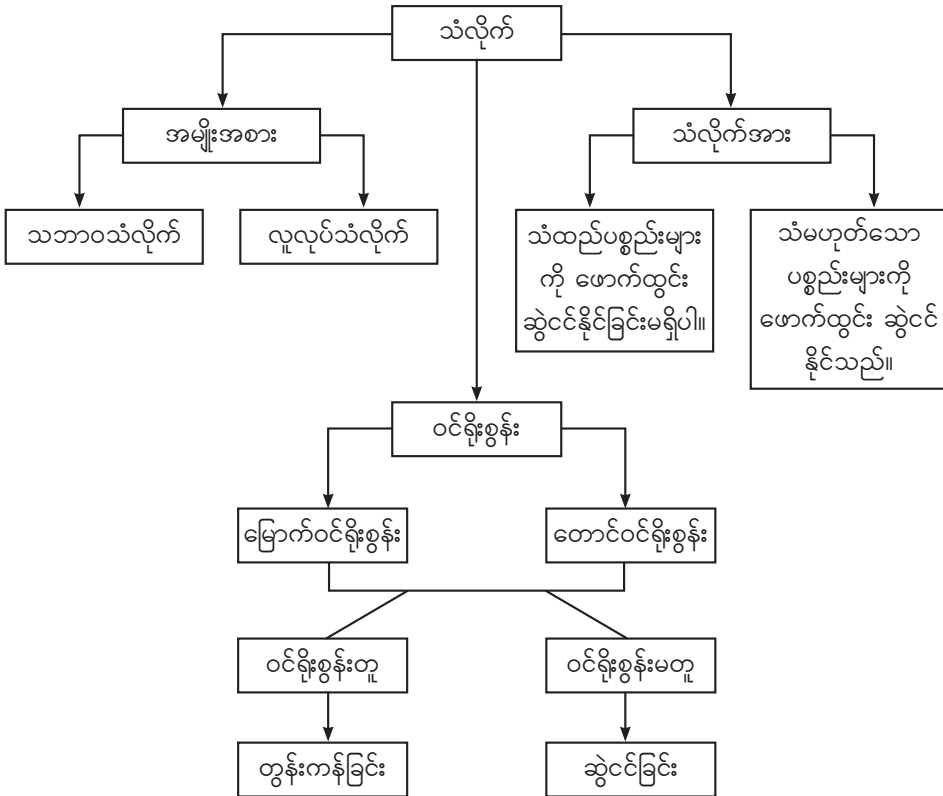 သံလိုက်
အမျိုးအစား
သံလိုက်အား
သဘာဝသံလိုက်
လူလုပ်သံလိုက်
သံထည်ပစ္စည်းများ
ကို ဖောက်ထွင်း
ဆွဲငင်နိုင်ခြင်းမရှိပါ။
သံမဟုတ်သော
ပစ္စည်းများကို
ဖောက်ထွင်း ဆွဲငင်
နိုင်သည်။
ဝင်ရိုးစွန်း
မြောက်ဝင်ရိုးစွန်း
တောင်ဝင်ရိုးစွန်း
ဝင်ရိုးစွန်းတူ
ဝင်ရိုးစွန်းမတူ
တွန်းကန်ခြင်း
ဆွဲငင်ခြင်း